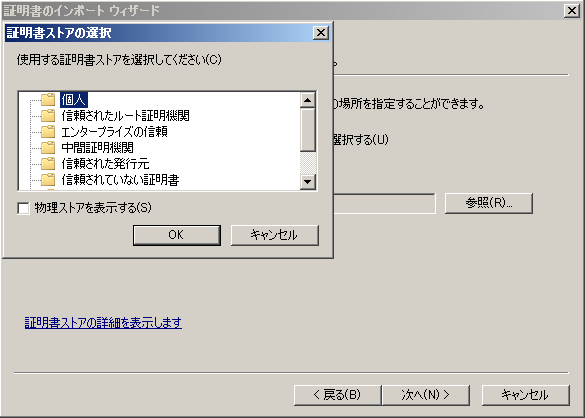 証明書のインポート ウィザード
証明書ストアの選択
使用する証明書ストアを選択してください(C)
個人
信頼されたルート証明機関
エンタープライズの信頼
中間証明機関
信頼された発行元
信頼されていない証明書
物理ストアを表示する(S)
OK
キャンセル
。
の場所を指定することができます。
選択する(U)
参照(R)...
証明書ストアの詳細を表示します
< 戻る(B)
次へ(N) >
キャンセル